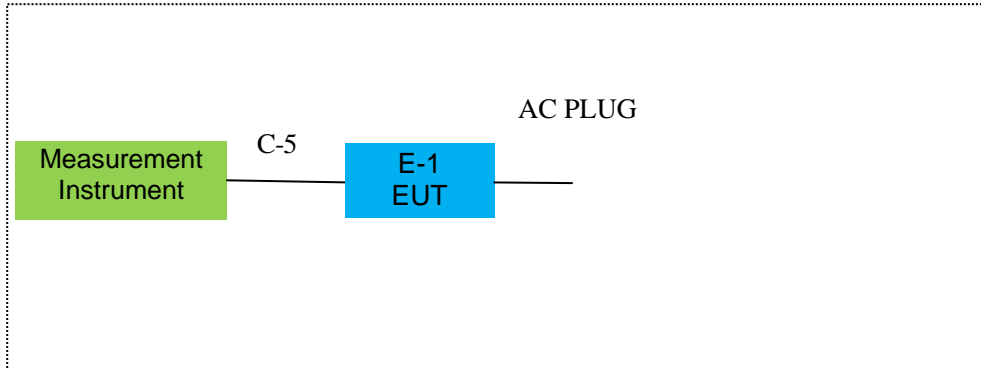 AC PLUG
C-5
Measurement
Instrument
E-1
EUT